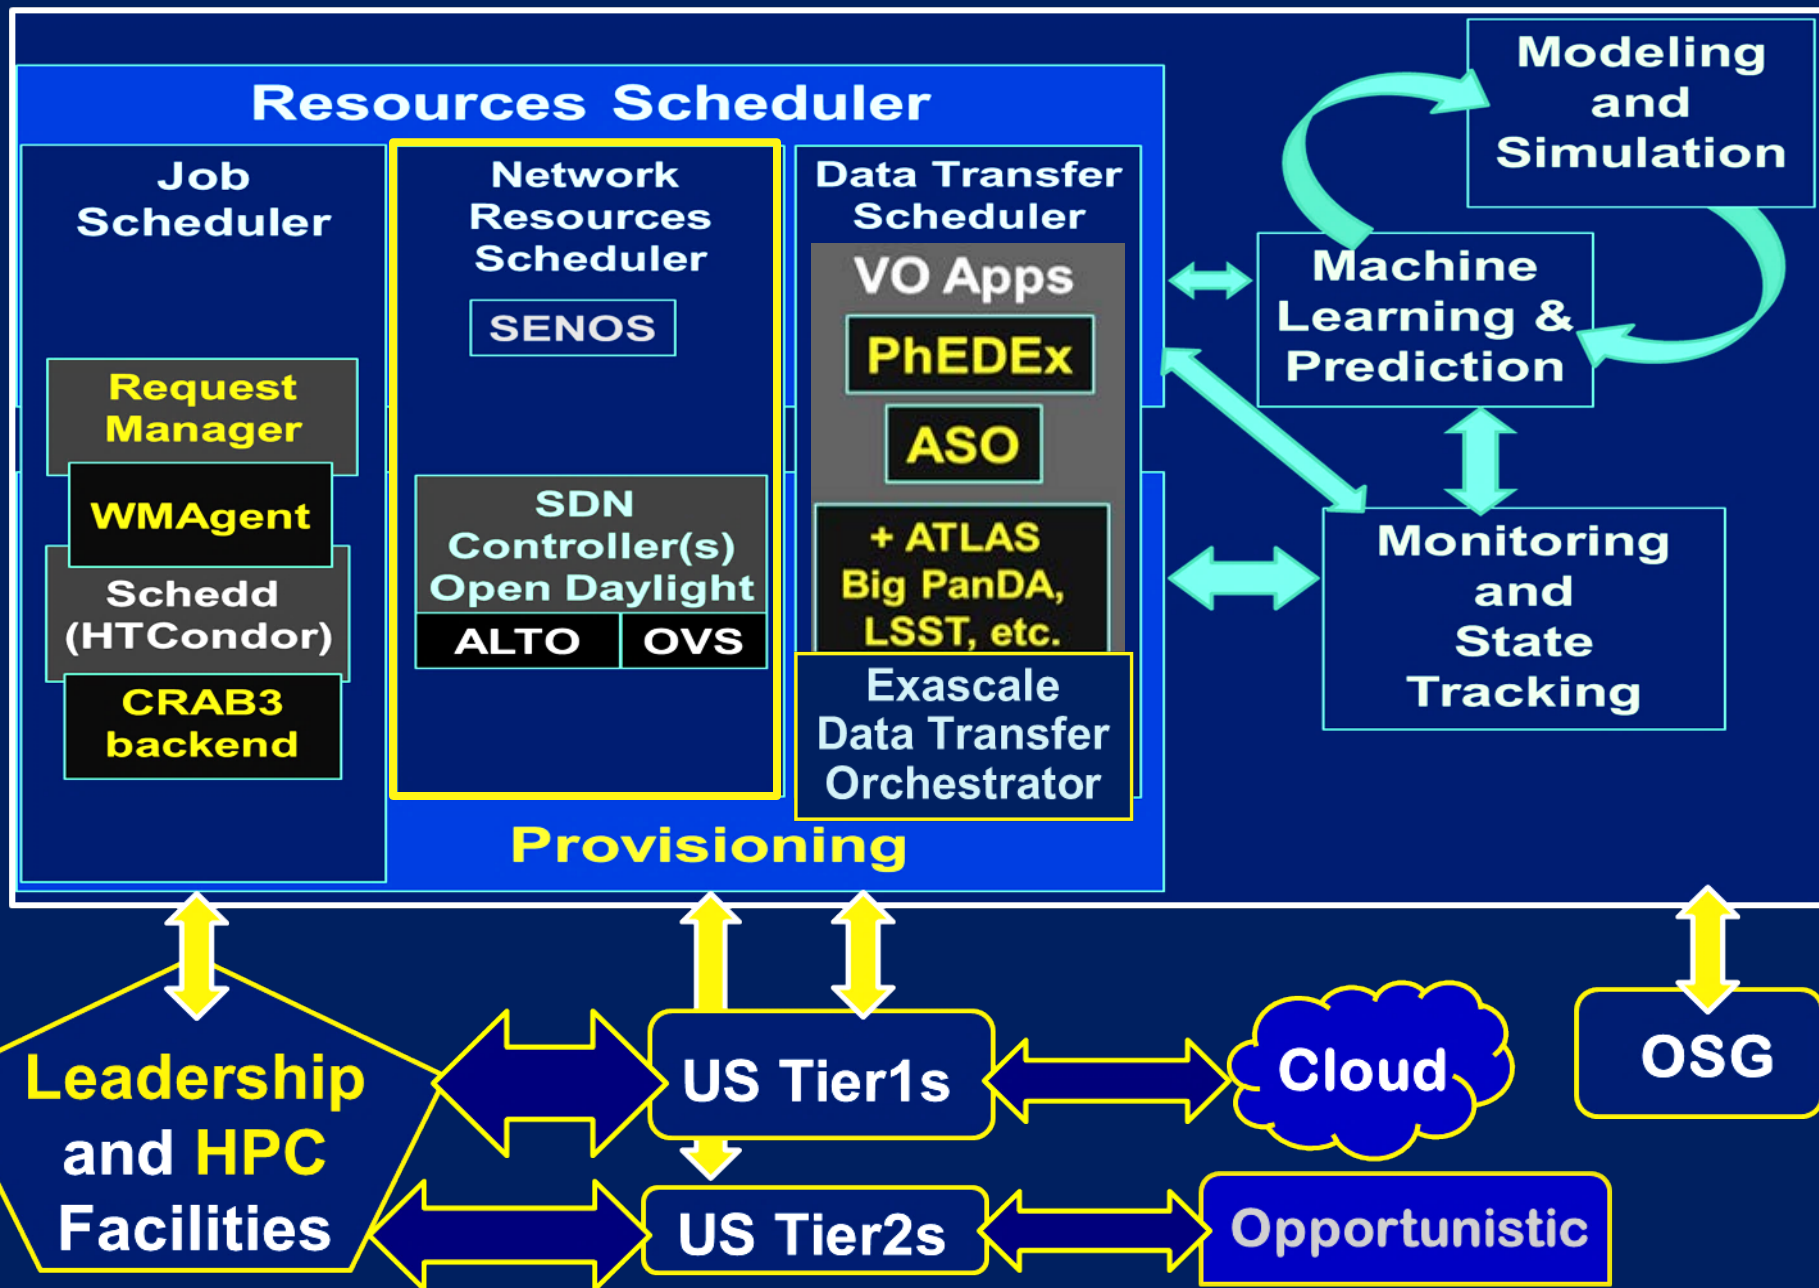 Resources Scheduler
Job
Scheduler
Request
Manager
WMAgent
Schedd
(HTCondor)
CRAB3
backend
Network
Resources
Scheduler
SENOS
SDN
Controller(s)
Open Daylight
ALTO
OVS
Data Transfer
Scheduler
VO Apps
PhEDEx
ASO
+ ATLAS
Big PanDA,
LSST, etc.
Exascale
Data Transfer
Orchestrator
Provisioning
Modeling
and
Simulation
Machine
Learning &
Prediction
Monitoring
and
State
Tracking
Leadership
and HPC
Facilities
US Tier1s
Cloud
OSG
US Tier2s
Opportunistic